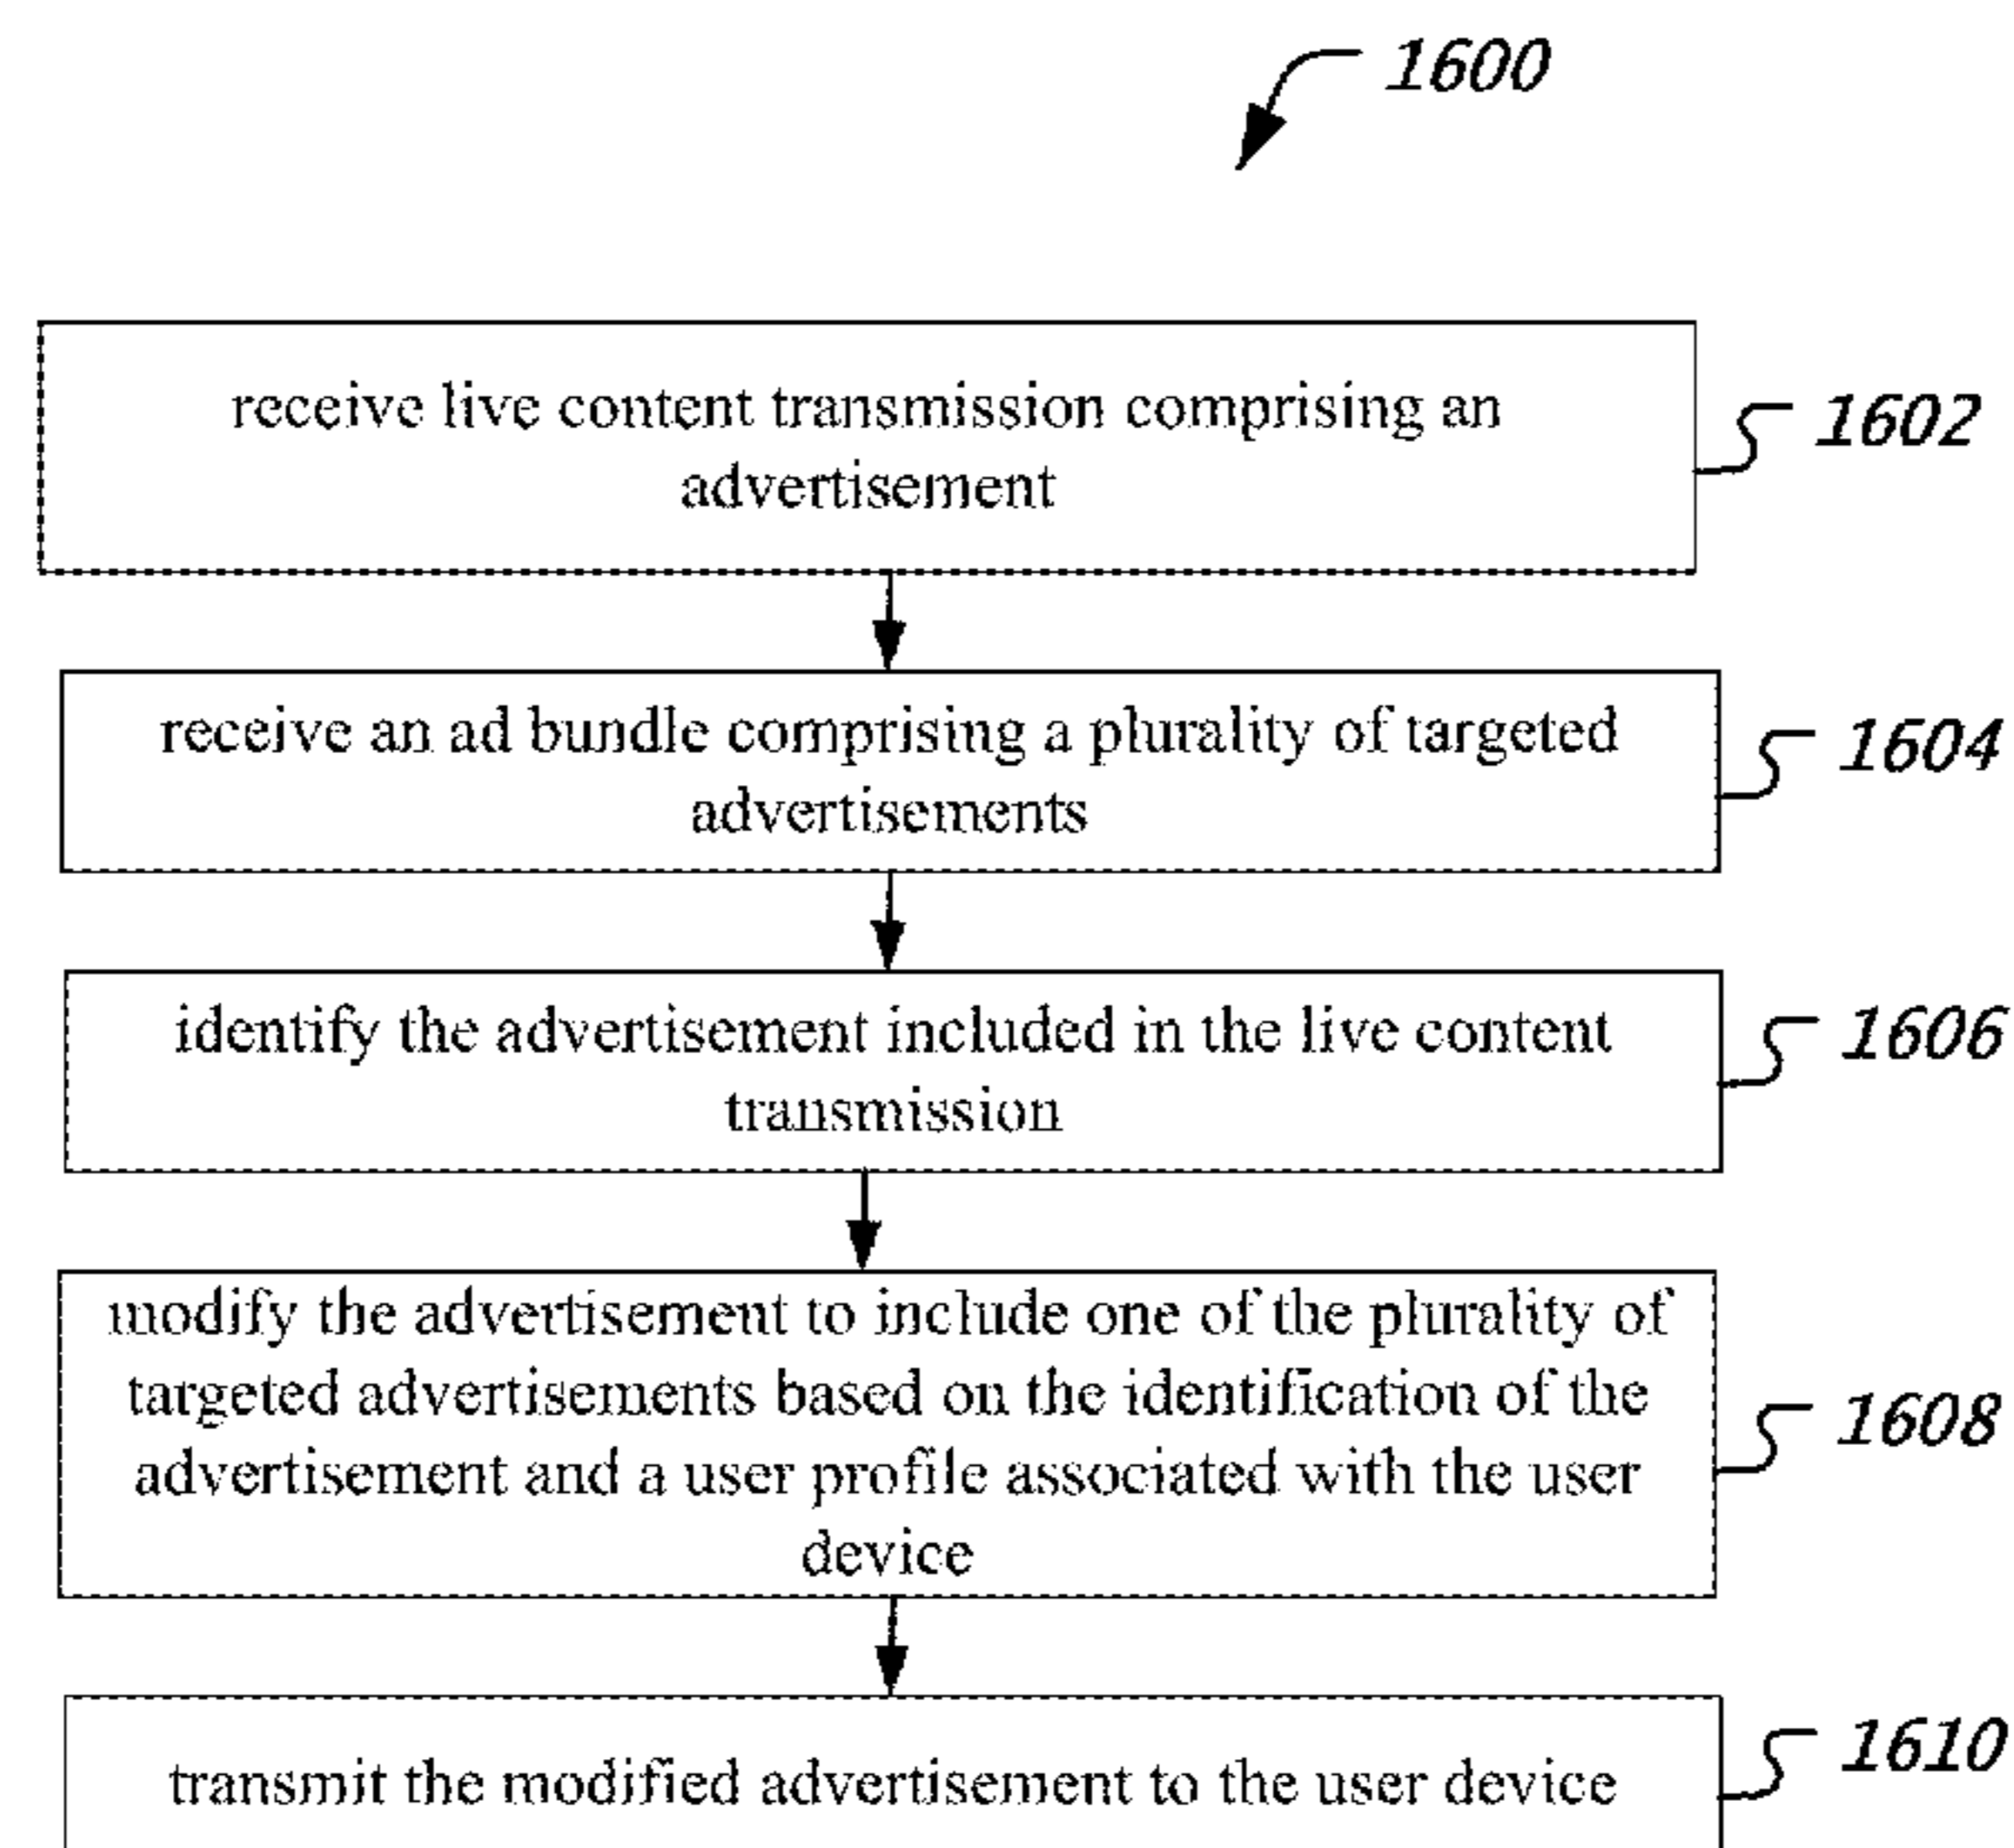 1600
receive live content transmission comprising an
advertisement
1602
receive an ad bundle comprising a plurality of targeted
advertisements
1604
identify the advertisement included in the live content
transmission
1606
modify the advertisement to include one of the plurality of
targeted advertisements based on the identification of the
advertisement and a user profile associated with the user
device
1608
transmit the modified advertisement to the user device
1610